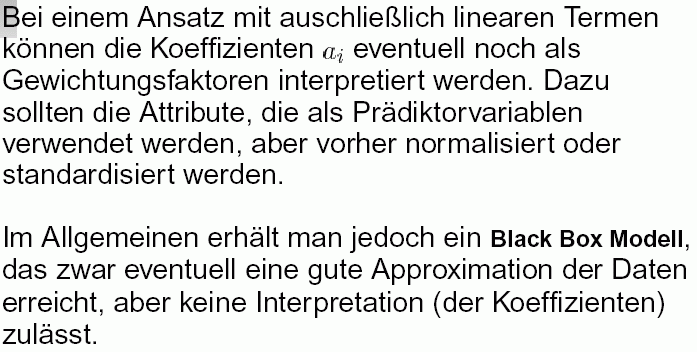 Bei einem Ansatz mit auschließlich linearen Termen
können die Koeffizienten a_i eventuell noch als
Gewichtungsfaktoren interpretiert werden. Dazu
sollten die Attribute, die als Prädiktorvariablen
verwendet werden, aber vorher normalisiert oder
standardisiert werden.
Im Allgemeinen erhält man jedoch ein Black Box Modell,
das zwar eventuell eine gute Approximation der Daten
erreicht, aber keine Interpretation (der Koeffizienten)
zulässt.